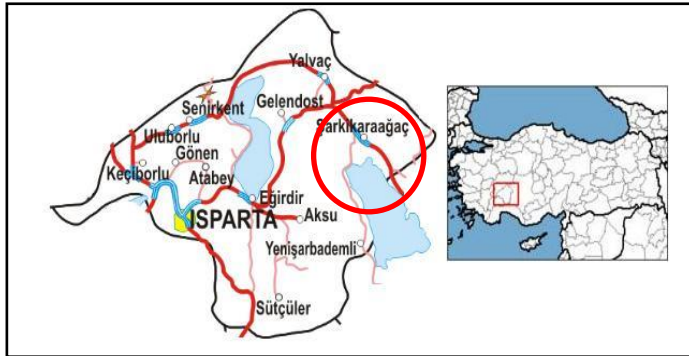 Yalvaç
Senirkent
Gelendost
Şarkikaraağaç
Uluborlu
Gönen
Keçiborlu
Atabey
Eğirdir
ISPARTA
Aksu
Yenişarbademli
Sütçüler